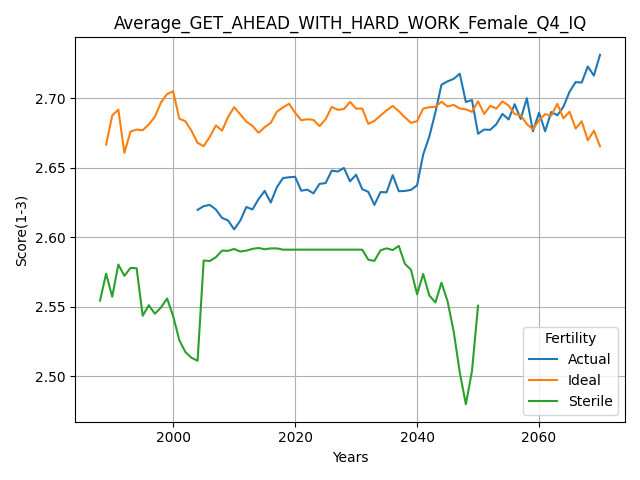 Average_GET_AHEAD_WITH_HARD_WORK_Female_Q4_IQ
Score(1-3)
2.70
2.65
2.60
2.55
2.50
2000
2020
2040
2060
Years
Fertility
Actual
Ideal
Sterile